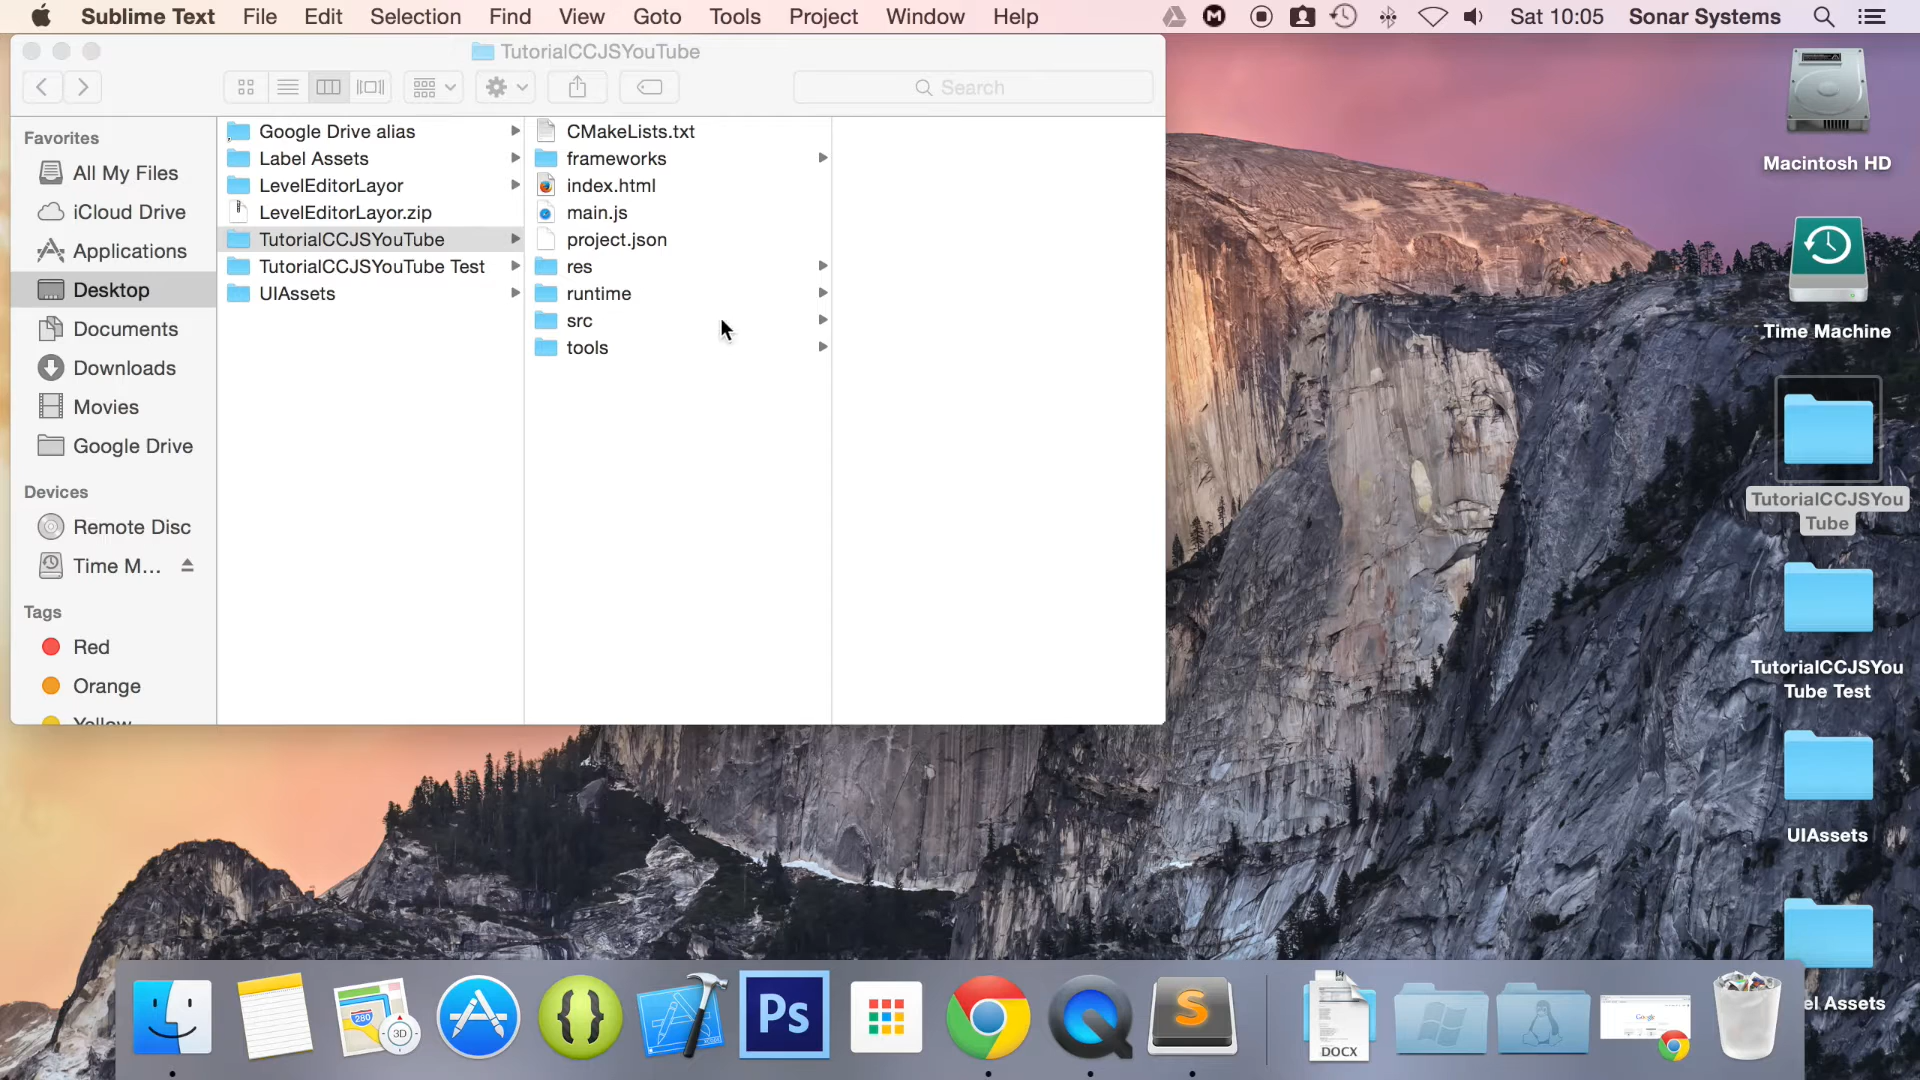 Sublime Text File Edit Selection Find View Goto Tools Project Window Help
Sat 10:05 Sonar Systems
TutorialCCJSYouTube
Search
Favorites
All My Files
iCloud Drive
Applications
Desktop
Documents
Downloads
Movies
Google Drive
Devices
Remote Disc
Time M...
Tags
Red
Orange
Yellow
Google Drive alias
Label Assets
LevelEditorLayor
LevelEditorLayor.zip
TutorialCCJSYouTube
TutorialCCJSYouTube Test
UIAssets
CMakeLists.txt
frameworks
index.html
main.js
project.json
res
runtime
src
tools
Macintosh HD
Time Machine
TutorialCCJSYou
Tube
TutorialCCJSYou
Tube Test
UIAssets
el Assets
280
3D
Ps
S
DOCX
Google